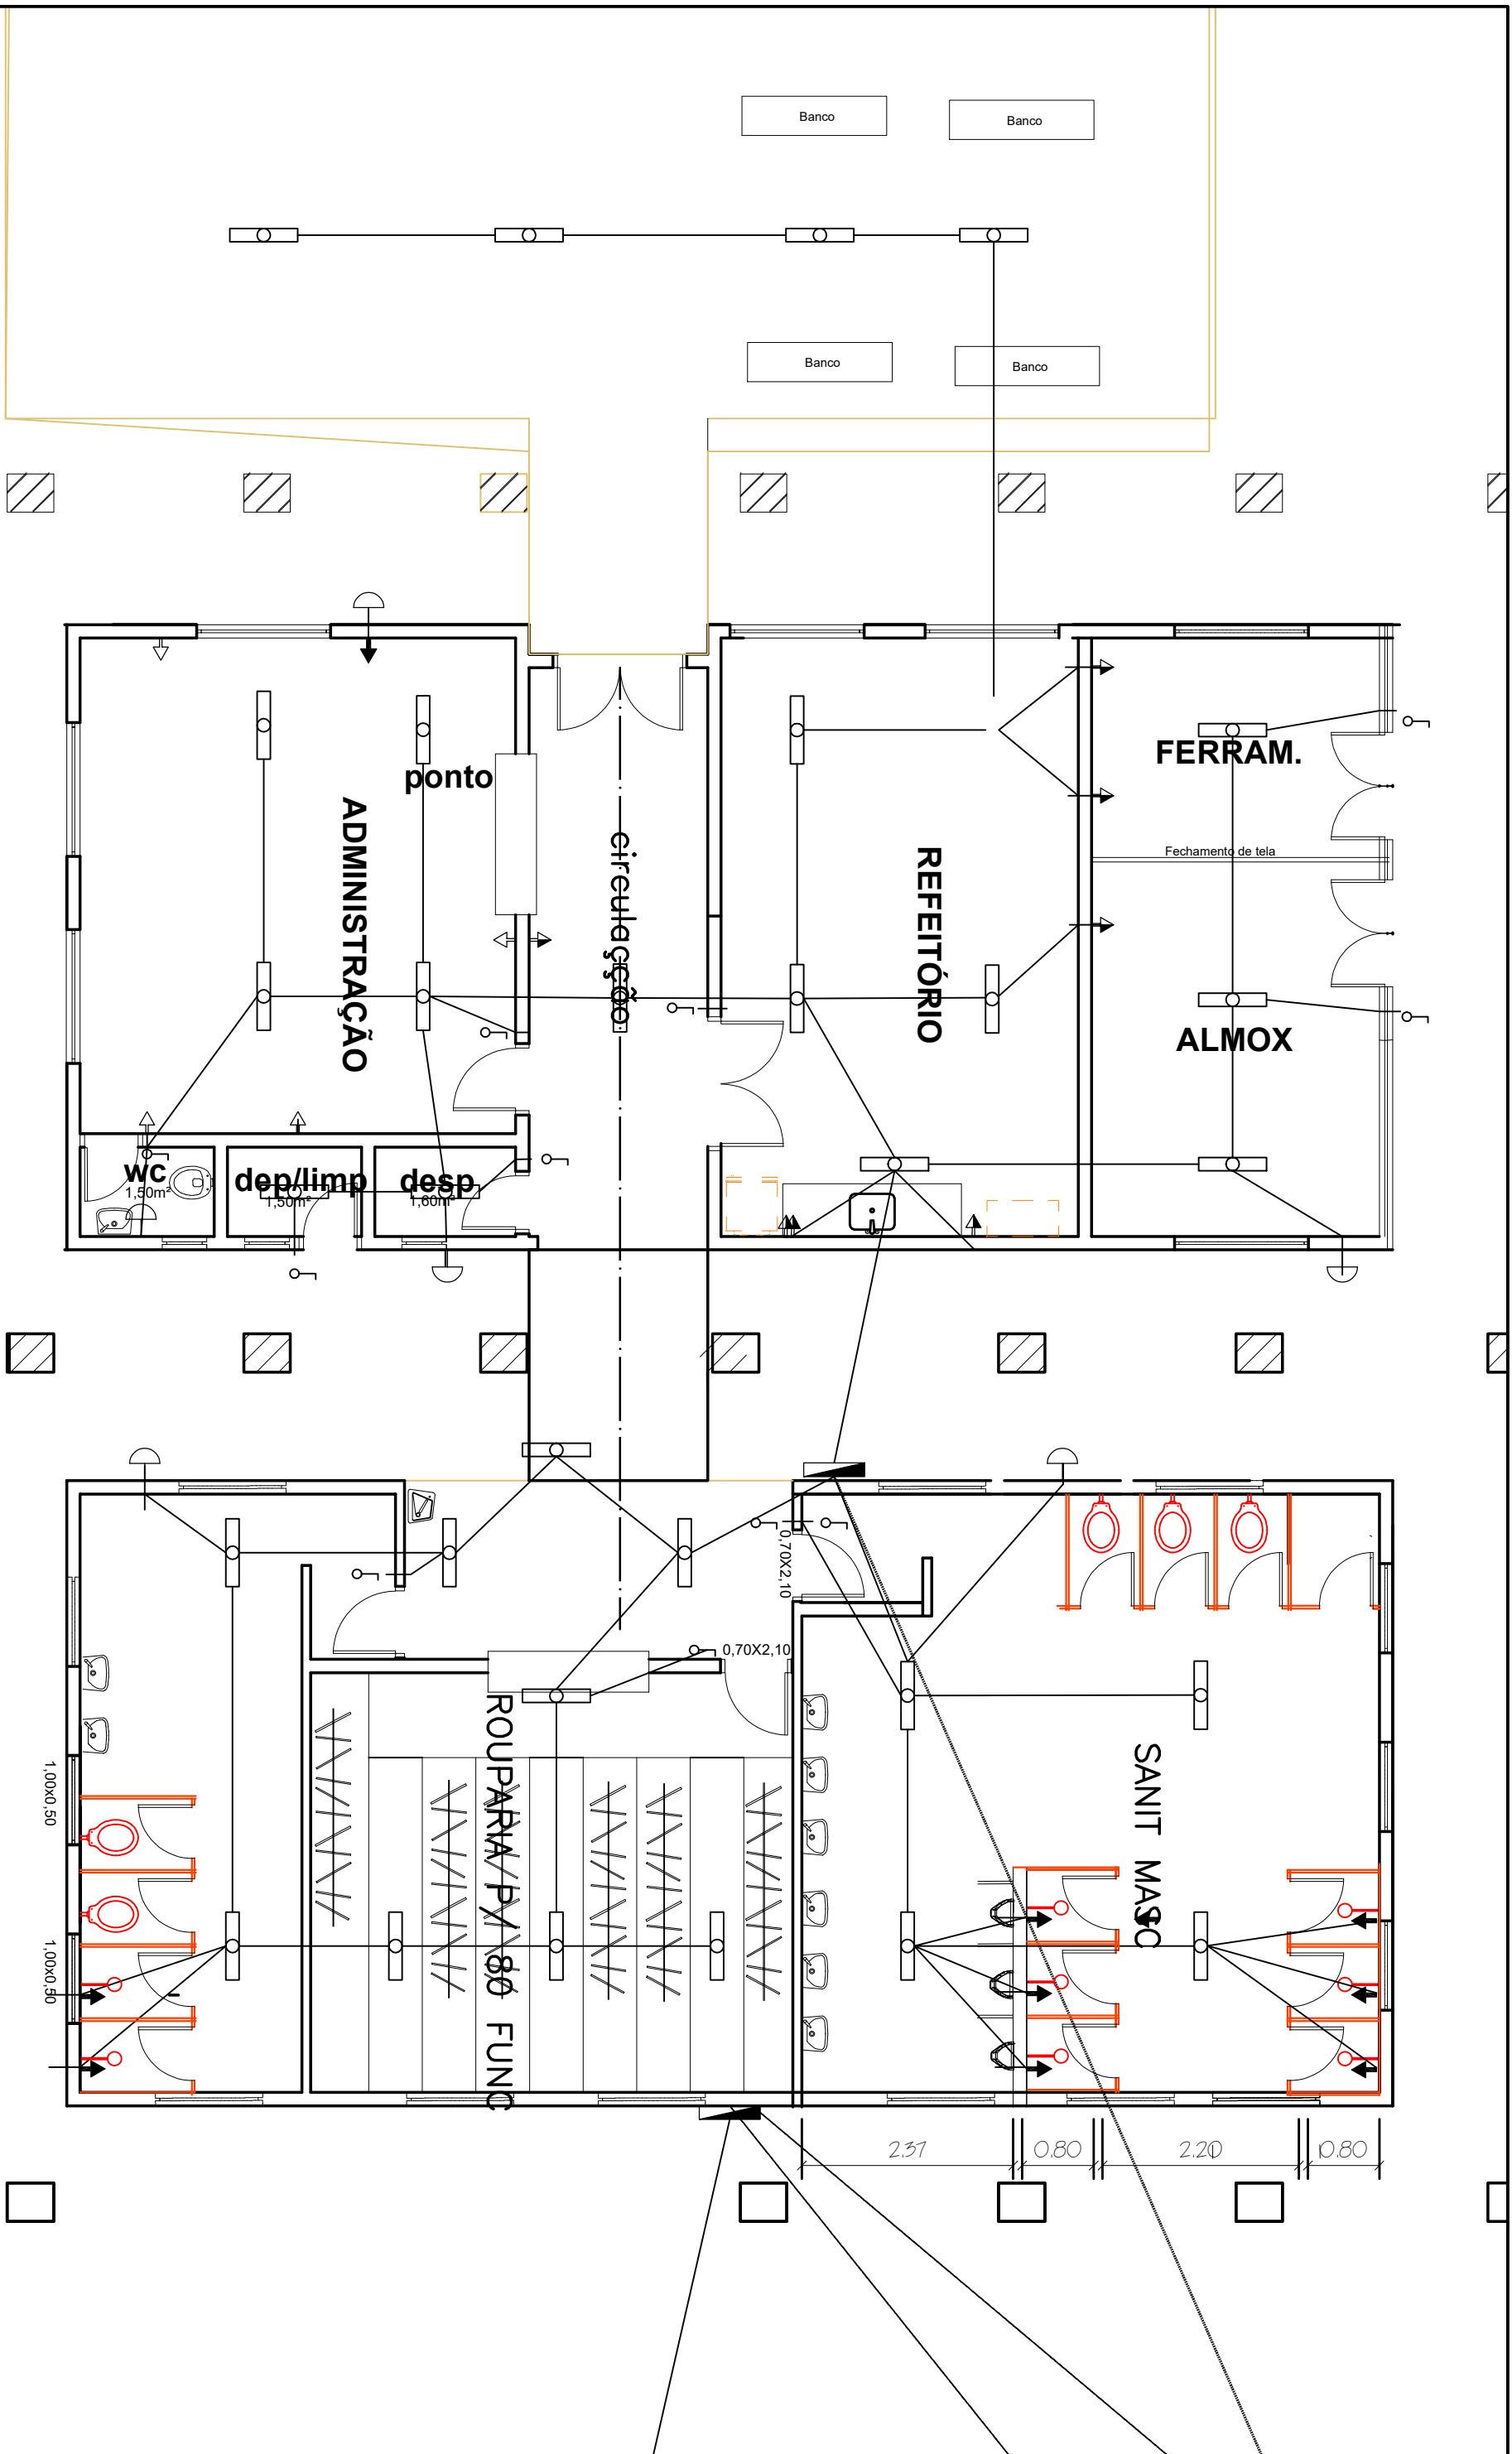 Banco
Banco
Banco
Banco
ponto
ADMINISTRAÇÃO
circulação
REFEITÓRIO
FERRAM.
Fechamento de tela
ALMOX
wc
1,50m²
dep/limp
1,50m²
desp
1,60m²
0,70X2,10
0,70X2,10
ROUPARIA P/ 80 FUNC
SANIT MASC
1,00x0,50
1,00x0,50
2.37
0.80
2.20
0.80